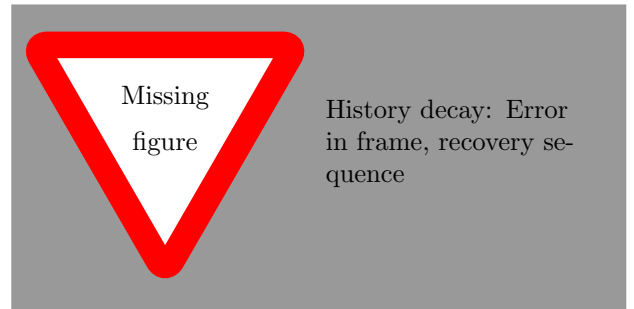 Missing
figure
History decay: Error
in frame, recovery se-
quence